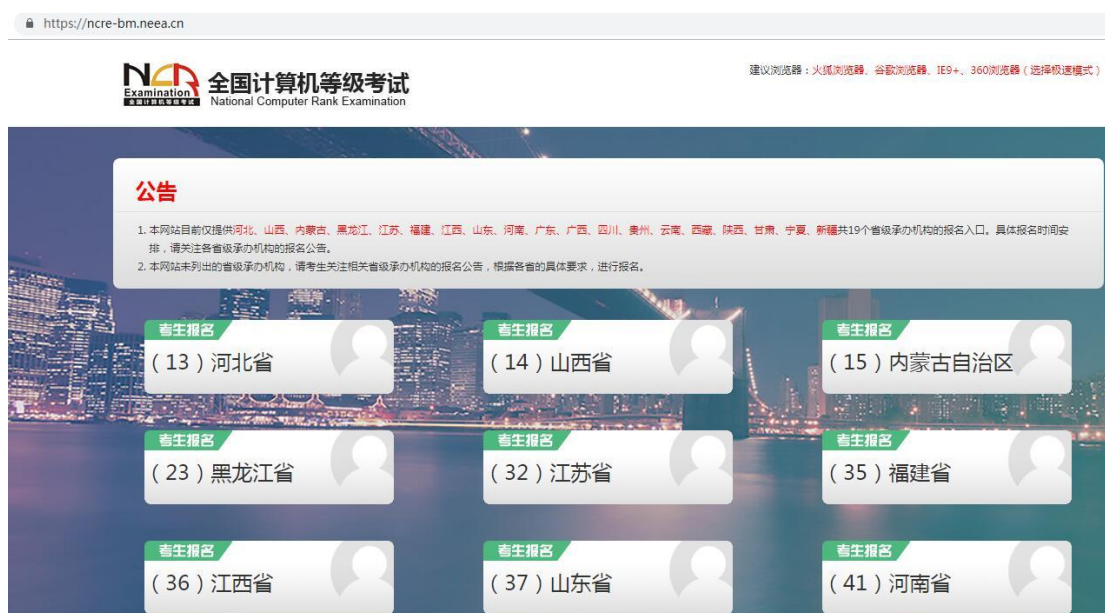 https://ncre-bm.neea.cn
NCR
Examination
全国计算机等级考试
全国计算机等级考试
National Computer Rank Examination
建议浏览器：火狐浏览器、谷歌浏览器、IE9+、360浏览器（选择极速模式）
公告
1. 本网站目前仅提供河北、山西、内蒙古、黑龙江、江苏、福建、江西、山东、河南、广东、广西、四川、贵州、云南、西藏、陕西、甘肃、宁夏、新疆共19个省级承办机构的报名入口。具体报名时间安
排，请关注各省级承办机构的报名公告。
2. 本网站未列出的省级承办机构，请考生关注相关省级承办机构的报名公告，根据各省的具体要求，进行报名。
考生报名
（13）河北省
考生报名
（14）山西省
考生报名
（15）内蒙古自治区
考生报名
（23）黑龙江省
考生报名
（32）江苏省
考生报名
（35）福建省
考生报名
（36）江西省
考生报名
（37）山东省
考生报名
（41）河南省